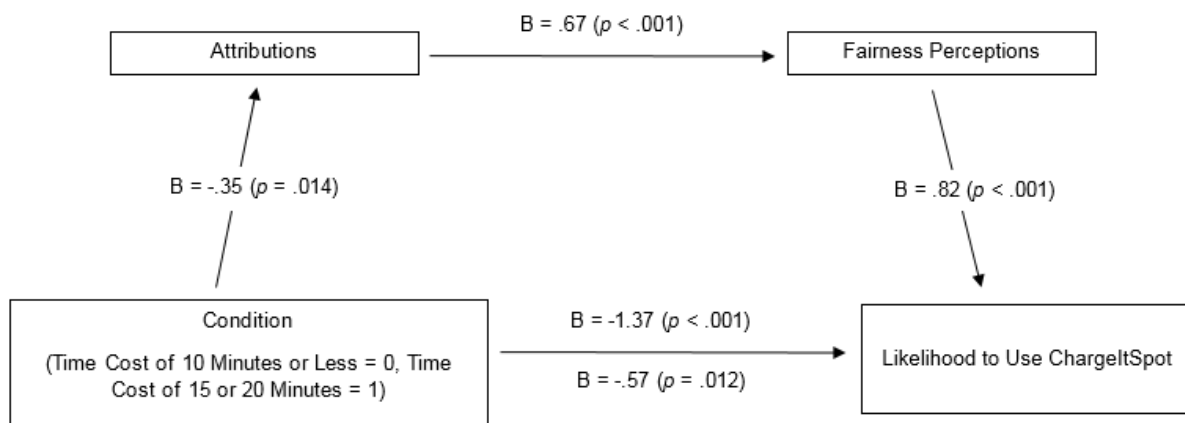 B = .67 (p < .001)
Attributions
Fairness Perceptions
B = -.35 (p = .014)
B = .82 (p < .001)
Condition
(Time Cost of 10 Minutes or Less = 0, Time
Cost of 15 or 20 Minutes = 1)
B = -1.37 (p < .001)
B = -.57 (p = .012)
Likelihood to Use ChargeItSpot